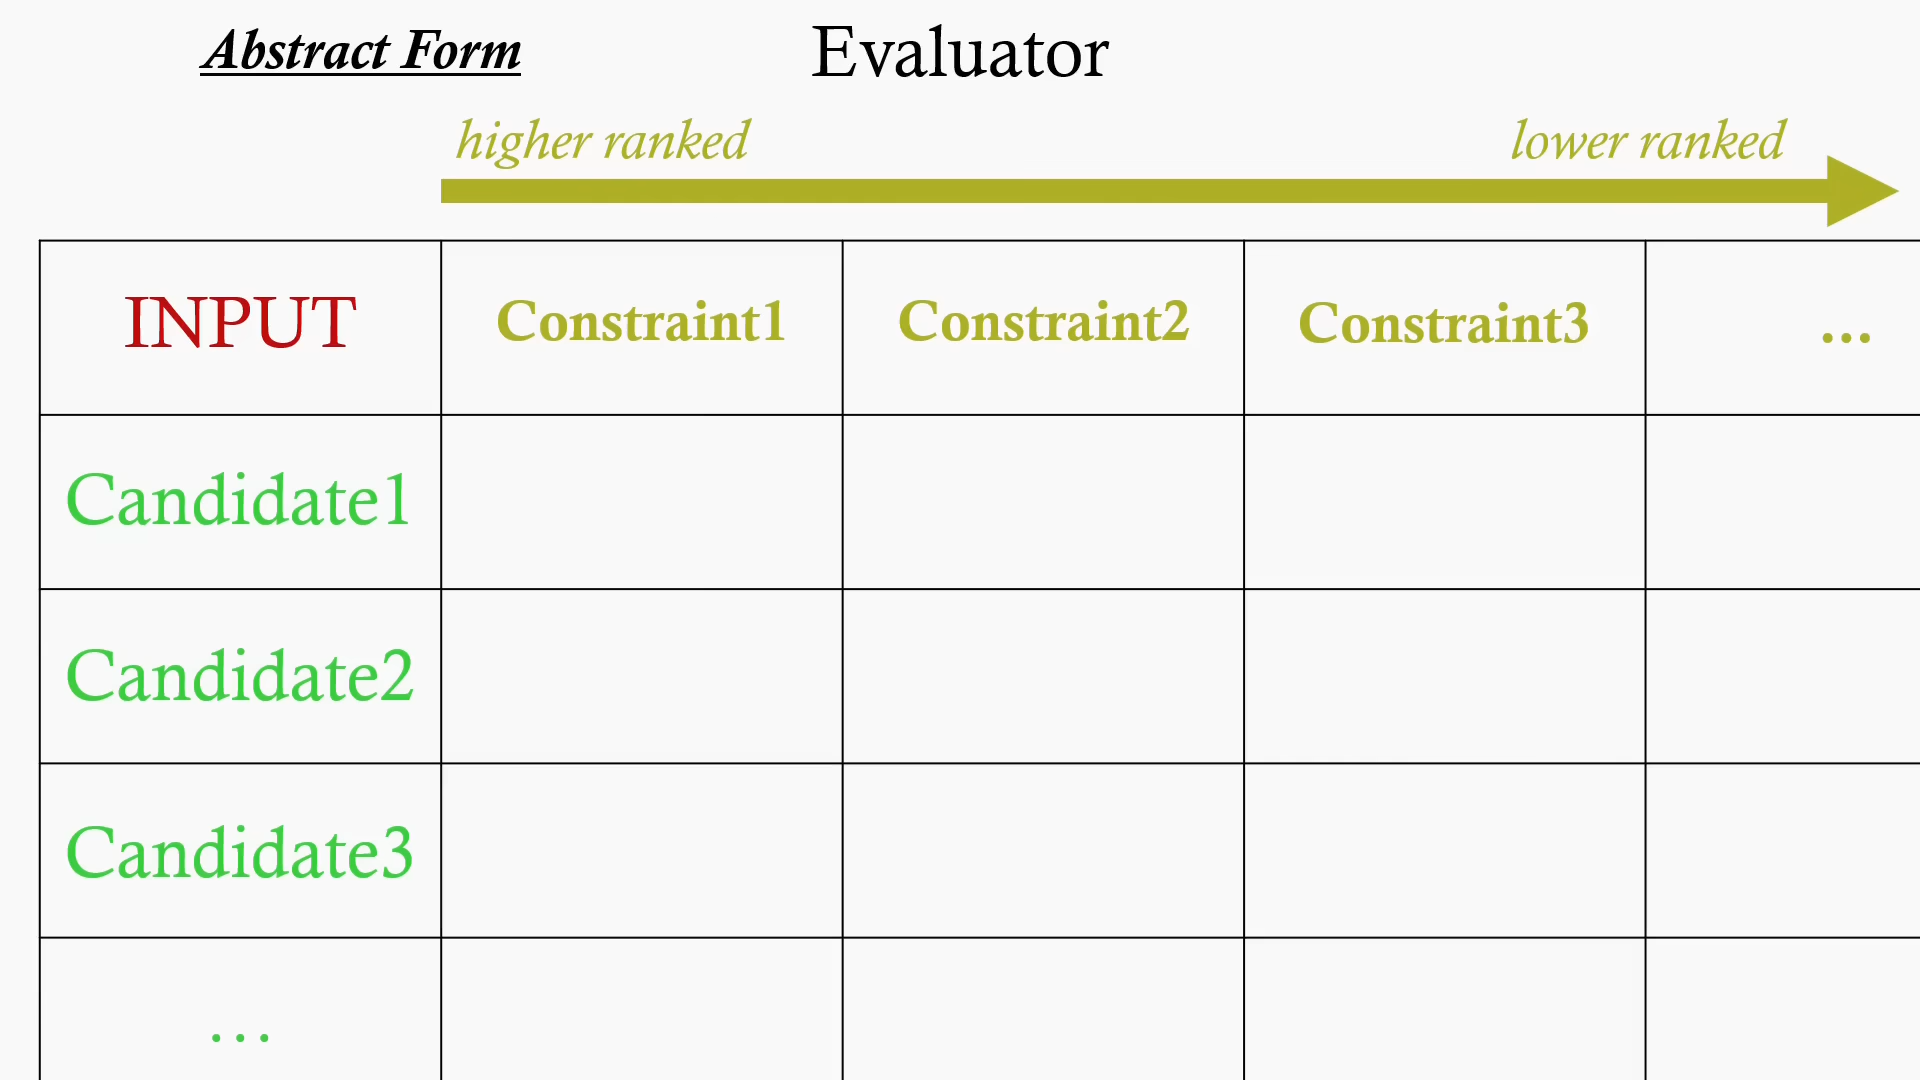 Abstract Form
Evaluator
higher ranked
lower ranked
INPUT Constraint1 Constraint2 Constraint3 ...
Candidate1
Candidate2
Candidate3
...